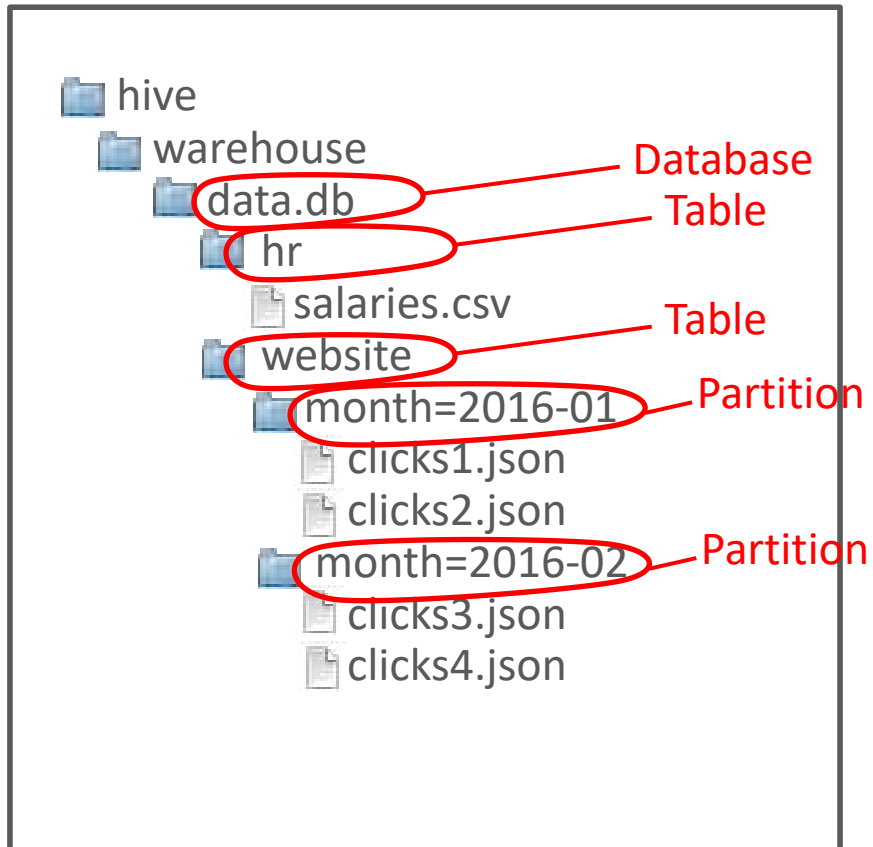 hive
warehouse
Database
data.db
Table
hr
salaries.csv
Table
website
Partition
month=2016-01
clicks1.json
clicks2.json
Partition
month=2016-02
clicks3.json
clicks4.json